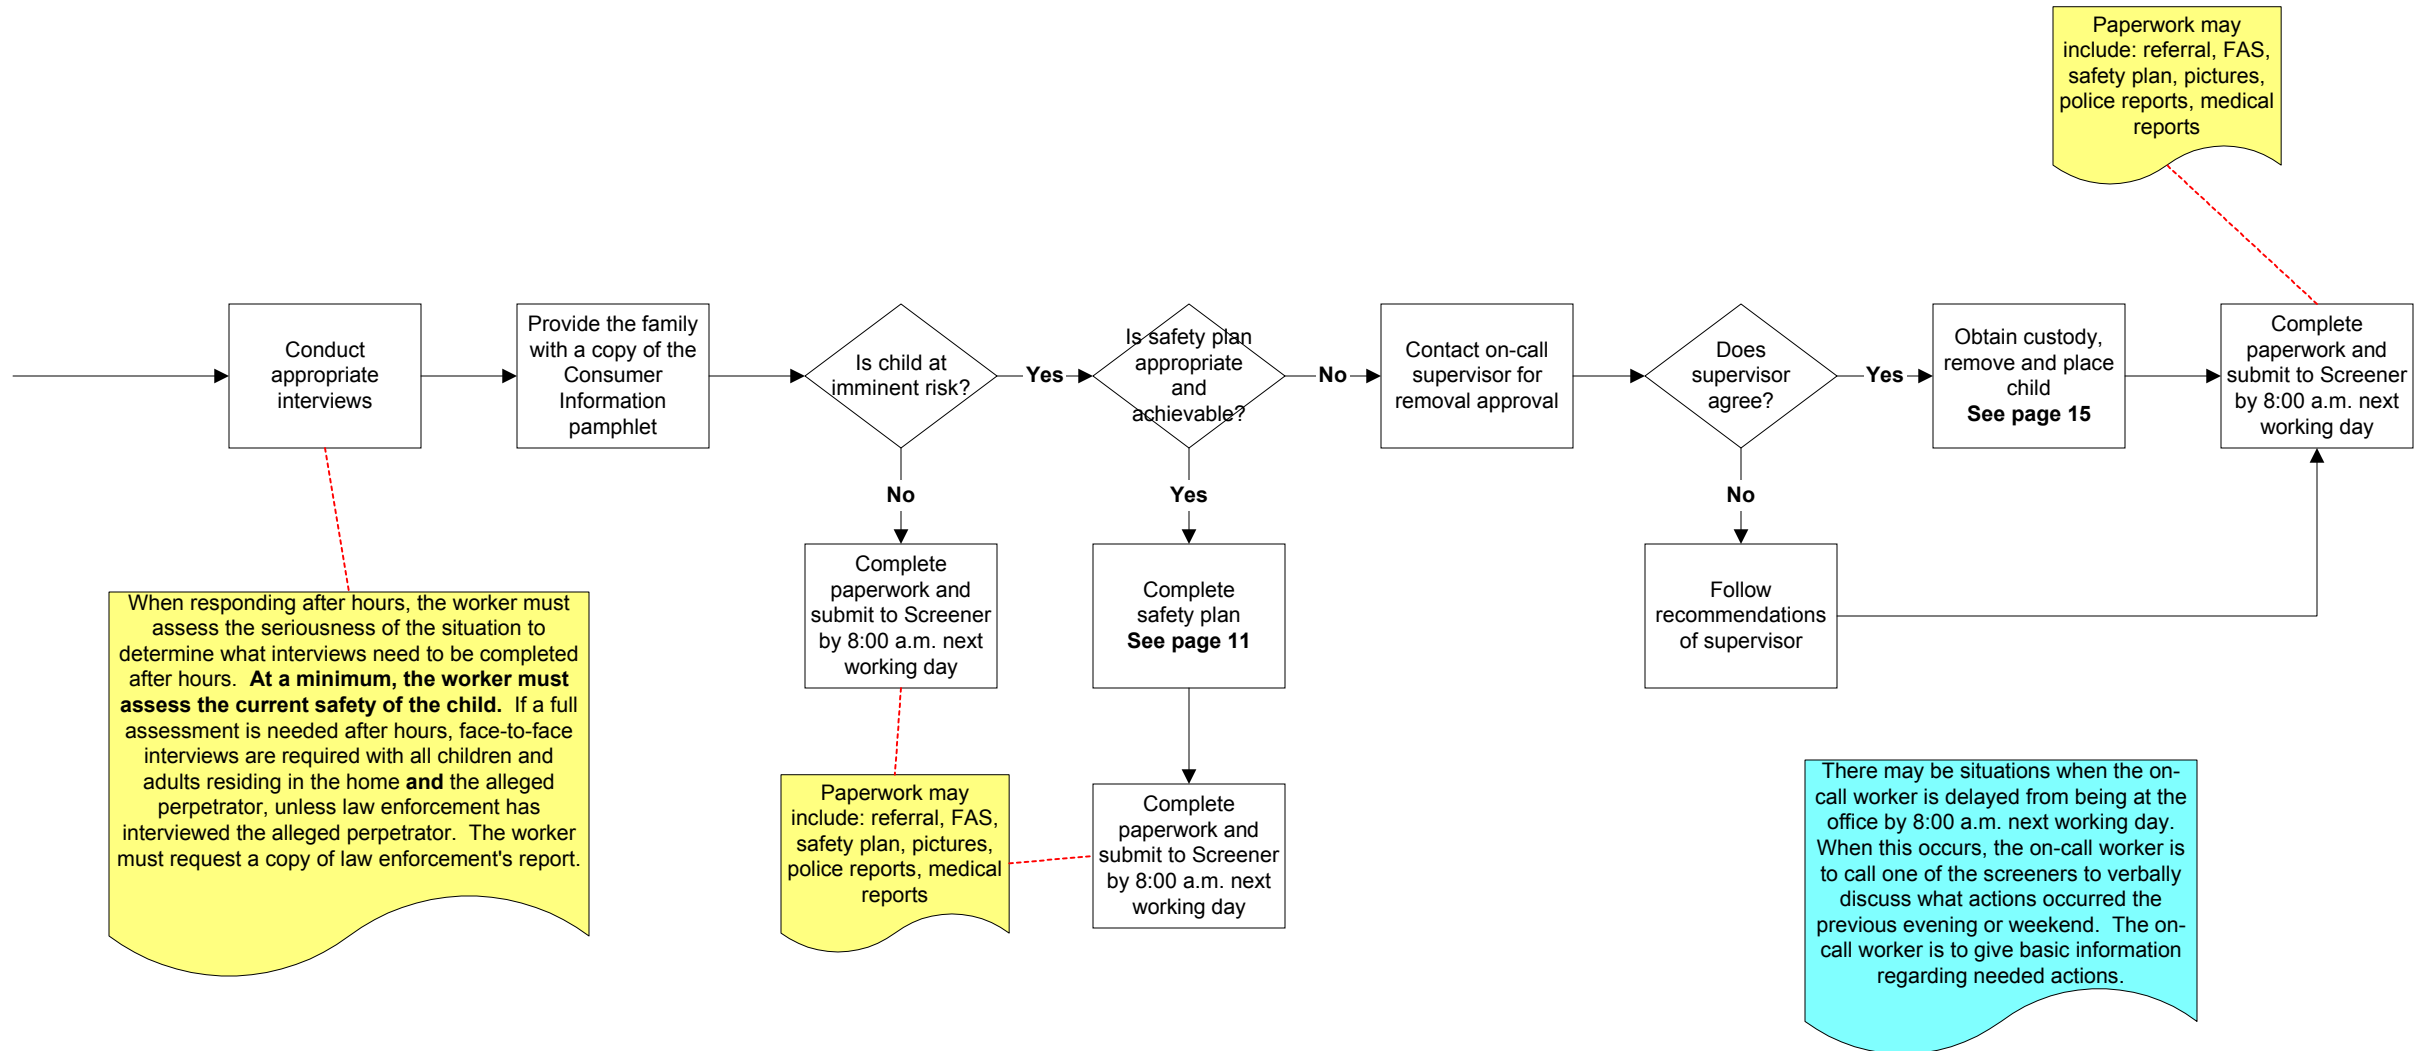 Paperwork may
include: referral, FAS,
safety plan, pictures,
police reports, medical
reports
Conduct
appropriate
interviews
Provide the family
with a copy of the
Consumer
Information
pamphlet
Is child at
imminent risk?
Yes
Is safety plan
appropriate
and
achievable?
No
Contact on-call
supervisor for
removal approval
Does
supervisor
agree?
Yes
Obtain custody,
remove and place
child
See page 15
Complete
paperwork and
submit to Screener
by 8:00 a.m. next
working day
No
Yes
No
Complete
paperwork and
submit to Screener
by 8:00 a.m. next
working day
Complete
safety plan
See page 11
Follow
recommendations
of supervisor
When responding after hours, the worker must
assess the seriousness of the situation to
determine what interviews need to be completed
after hours.  At a minimum, the worker must
assess the current safety of the child.  If a full
assessment is needed after hours, face-to-face
interviews are required with all children and
adults residing in the home and the alleged
perpetrator, unless law enforcement has
interviewed the alleged perpetrator.  The worker
must request a copy of law enforcement's report.
Paperwork may
include: referral, FAS,
safety plan, pictures,
police reports, medical
reports
Complete
paperwork and
submit to Screener
by 8:00 a.m. next
working day
There may be situations when the on-
call worker is delayed from being at the
office by 8:00 a.m. next working day.
When this occurs, the on-call worker is
to call one of the screeners to verbally
discuss what actions occurred the
previous evening or weekend.  The on-
call worker is to give basic information
regarding needed actions.